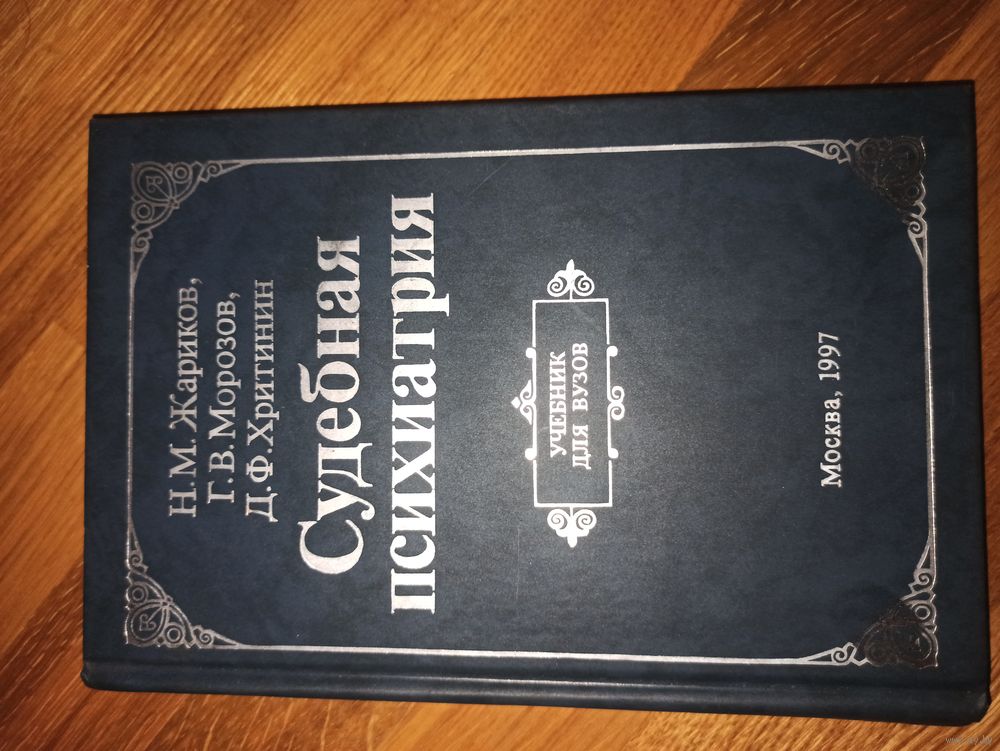 Н.М. Жариков,
Г.В. Морозов,
Д.Ф. Хритинин
Судебная
психиатрия
УЧЕБНИК
ДЛЯ ВУЗОВ
Москва, 1997